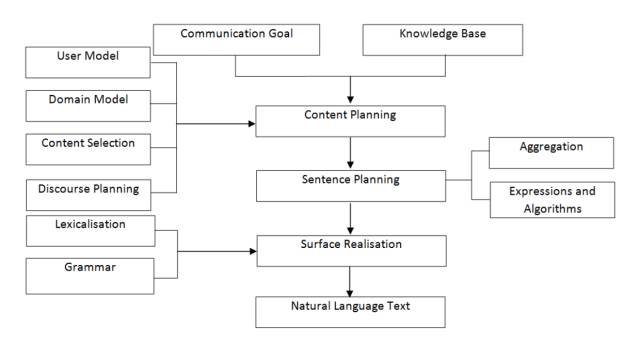 Communication Goal
Knowledge Base
User Model
Domain Model
Content Planning
Content Selection
Aggregation
Sentence Planning
Discourse Planning
Expressions and
Algorithms
Lexicalisation
Surface Realisation
Grammar
Natural Language Text